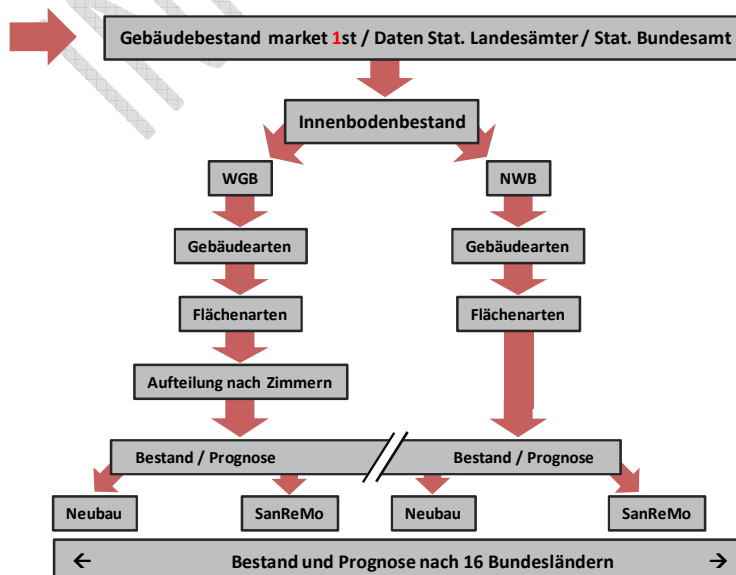 Gebäudebestand market 1st / Daten Stat. Landesämter / Stat. Bundesamt
Innenbodenbestand
WGB NWB
Gebäudearten Gebäudearten
Flächenarten Flächenarten
Aufteilung nach Zimmern
Bestand / Prognose Bestand / Prognose
Neubau SanReMo Neubau SanReMo
← Bestand und Prognose nach 16 Bundesländern →